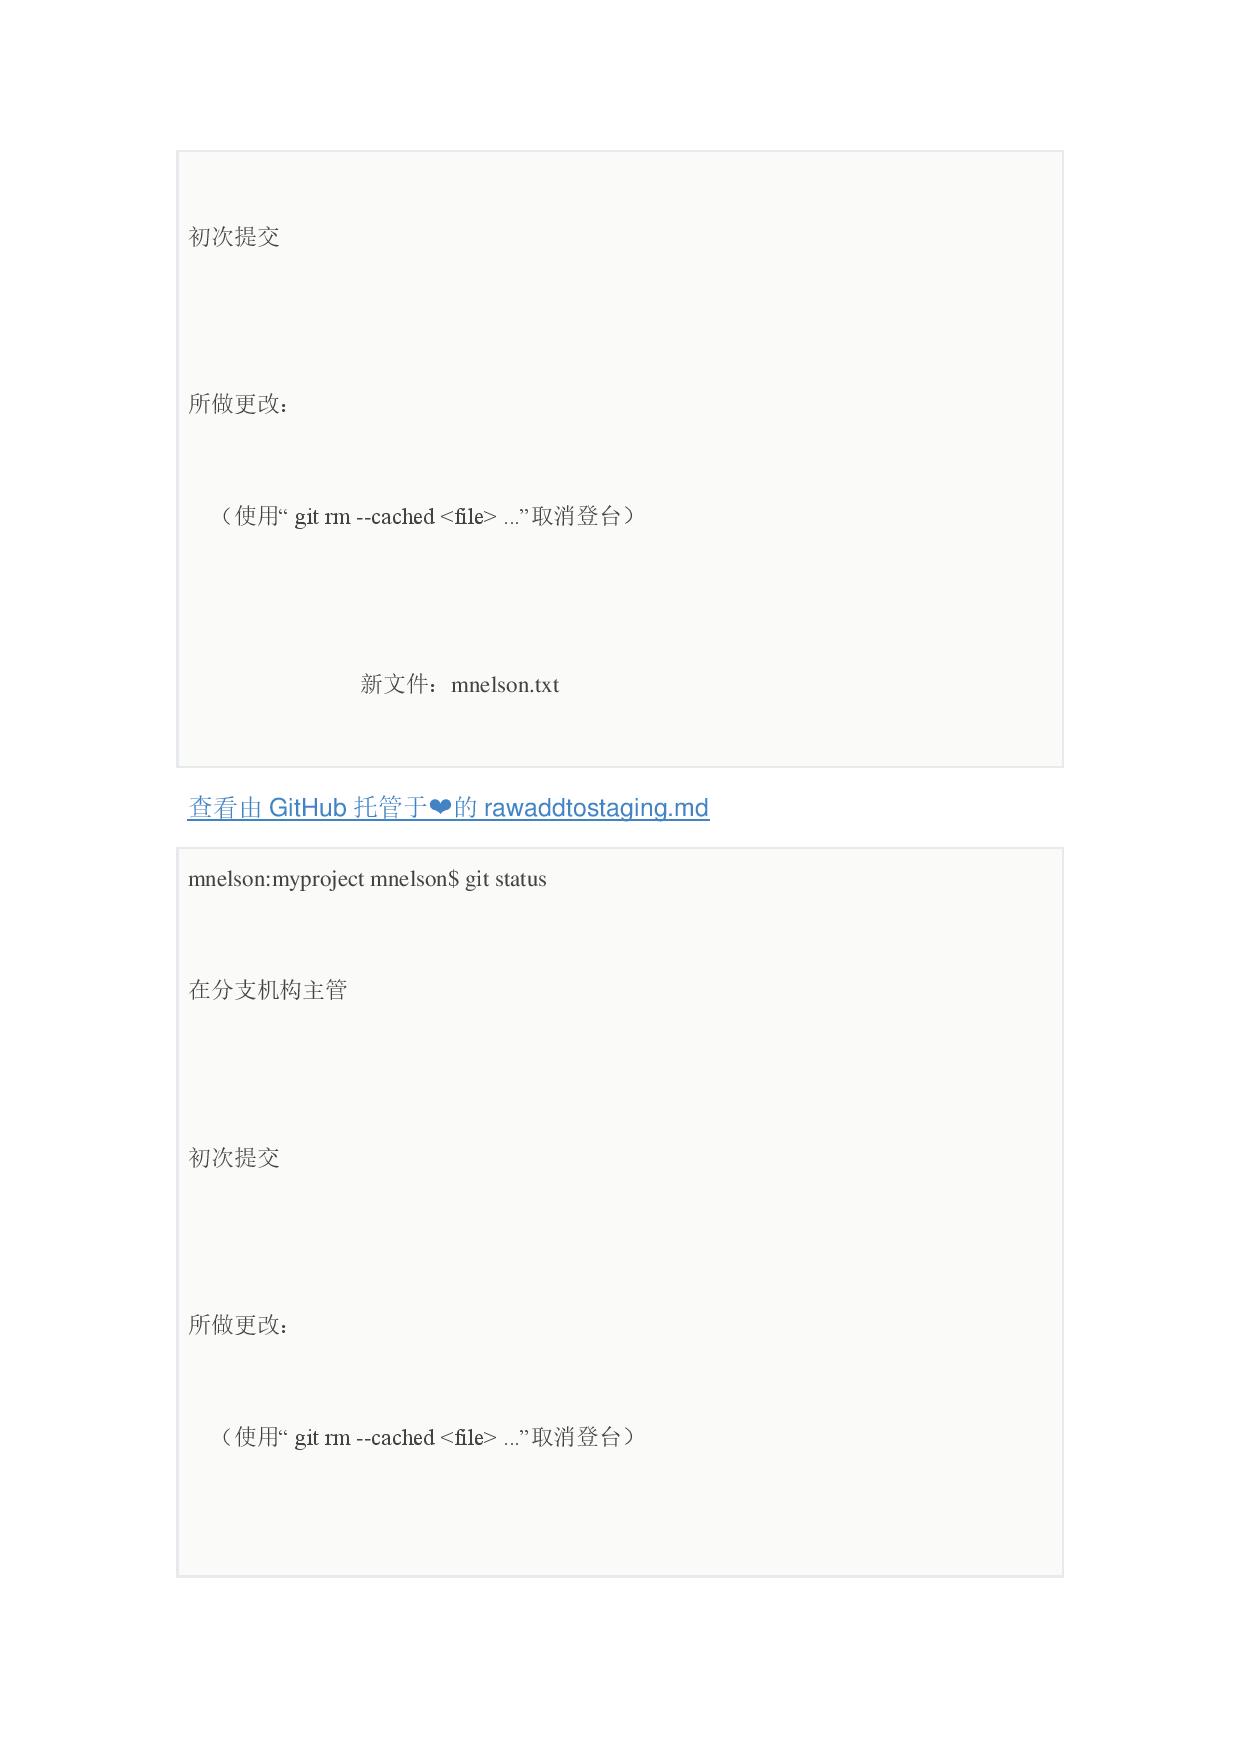 初次提交
所做更改：
（使用“ git rm --cached <file> ...”取消登台）
新文件：mnelson.txt
查看由 GitHub 托管于❤的 rawaddtostaging.md
mnelson:myproject mnelson$ git status
在分支机构主管
初次提交
所做更改：
（使用“ git rm --cached <file> ...”取消登台）